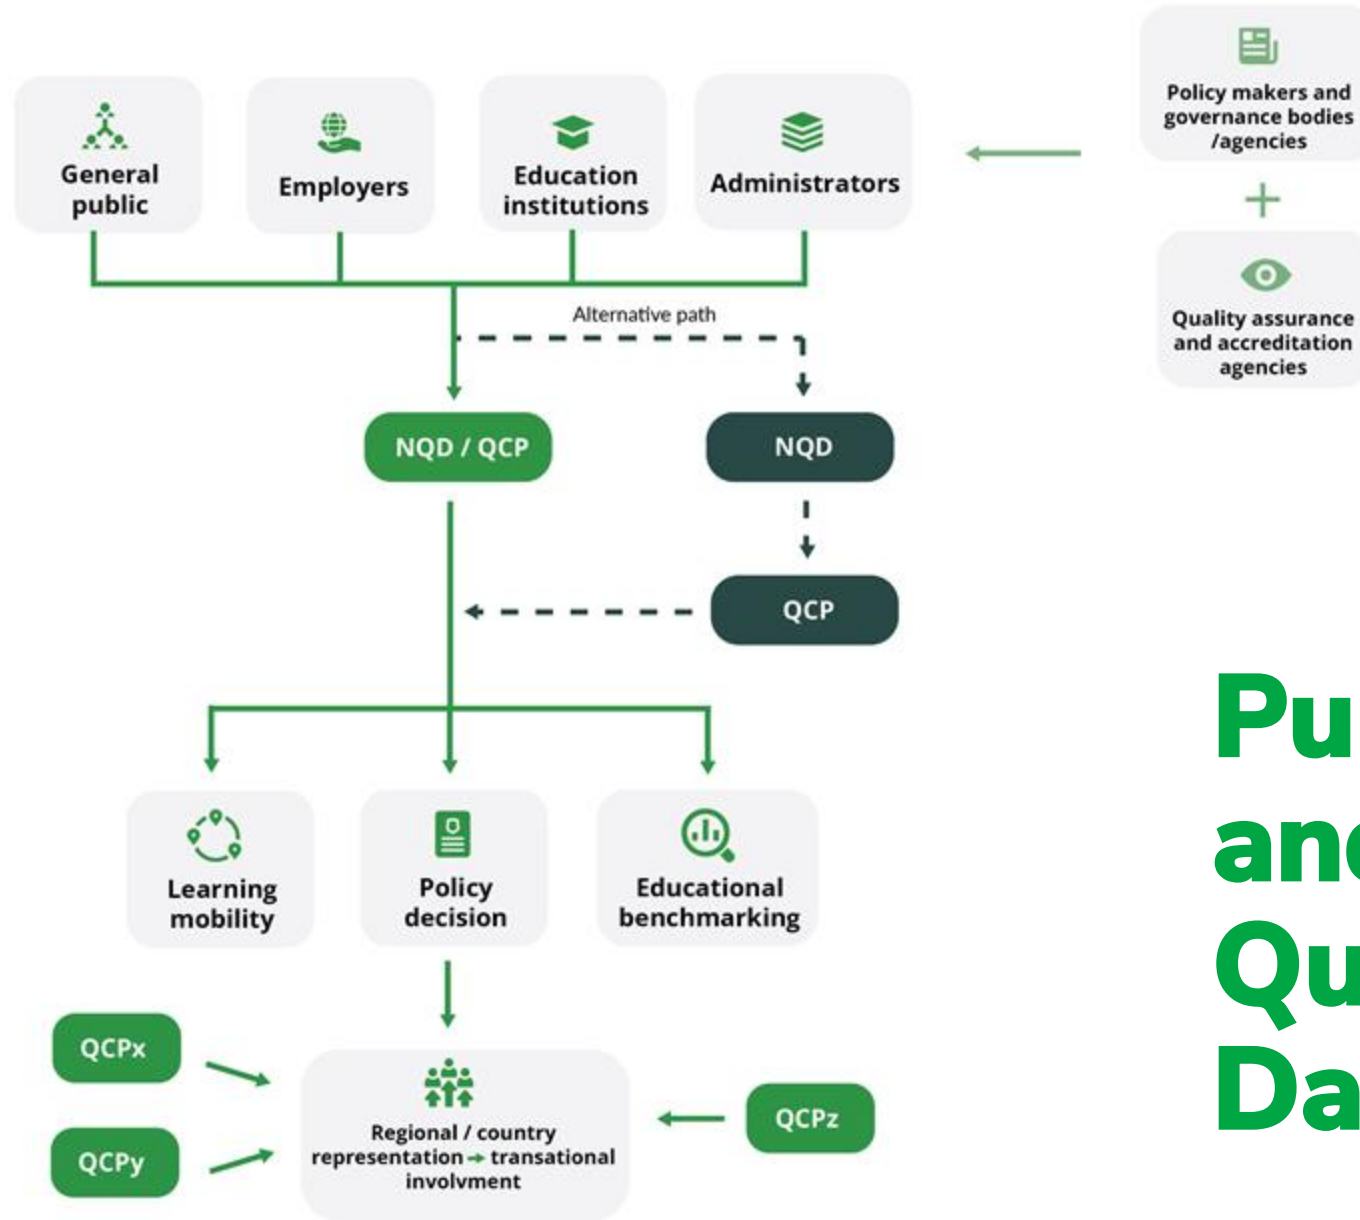 General
public
Employers
Education
institutions
Administrators
Policy makers and
governance bodies
/agencies
+
Quality assurance
and accreditation
agencies
Alternative path
NQD / QCP
NQD
QCP
Learning
mobility
Policy
decision
Educational
benchmarking
QCPx
QCPy
Regional / country
representation → transational
involvment
QCPz
Pu
and
Qu
Da